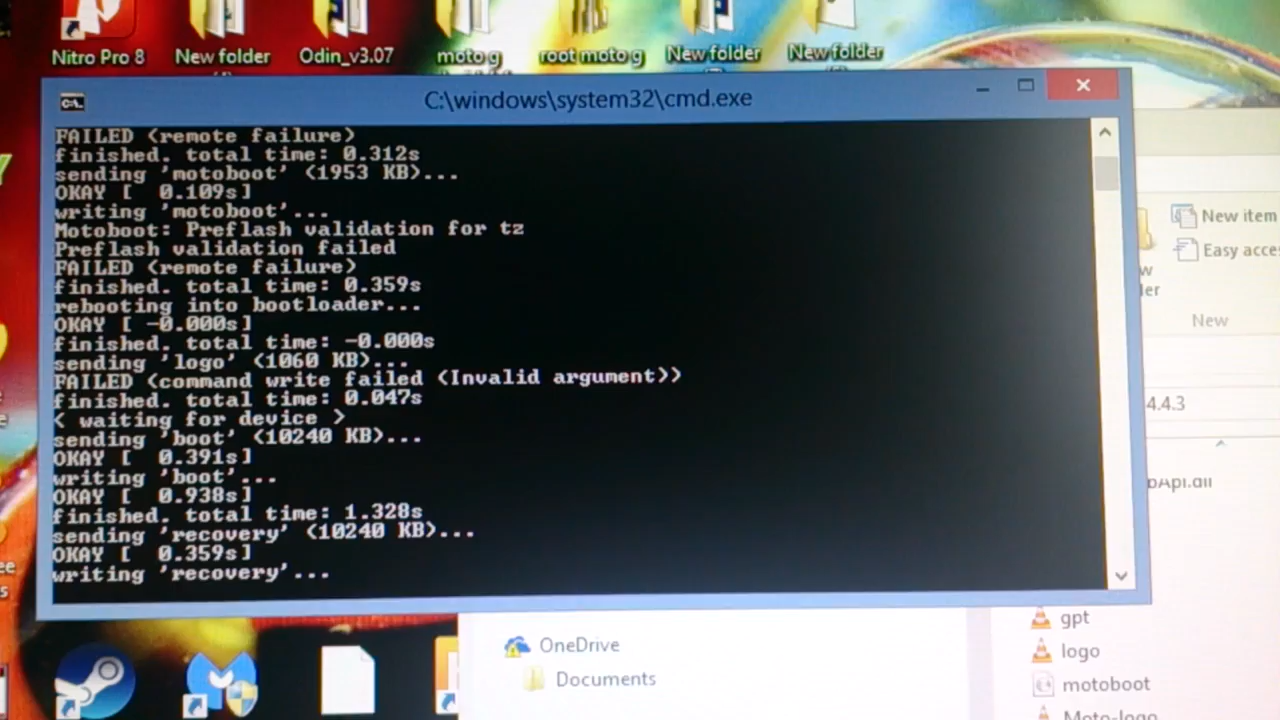 Nitro Pro 8
New folder
Odin_v3.07
moto g
root moto g
New folder
New folder
C:\windows\system32\cmd.exe
FAILED (remote failure)
finished. total time: 0.312s
sending 'motoboot' (1953 KB)...
OKAY [  0.109s]
writing 'motoboot'...
Motoboot: Preflash validation for tz
Preflash validation failed
FAILED (remote failure)
finished. total time: 0.359s
rebooting into bootloader...
OKAY [ -0.000s]
finished. total time: -0.000s
sending 'logo' (1060 KB)...
FAILED (command write failed (Invalid argument))
finished. total time: 0.047s
< waiting for device >
sending 'boot' (10240 KB)...
OKAY [  0.391s]
writing 'boot'...
OKAY [  0.938s]
finished. total time: 1.328s
sending 'recovery' (10240 KB)...
OKAY [  0.359s]
writing 'recovery'...
New item
Easy acce
New
4.4.3
gpt
logo
motoboot
Moto-logo
OneDrive
Documents